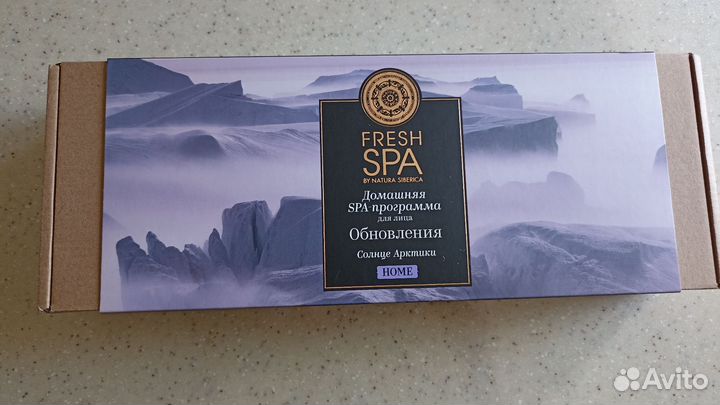 FRESH
SPA
BY NATURA SIBERICA
Домашняя
SPA-программа
для лица
Обновления
Солнце Арктики
HOME
Avito